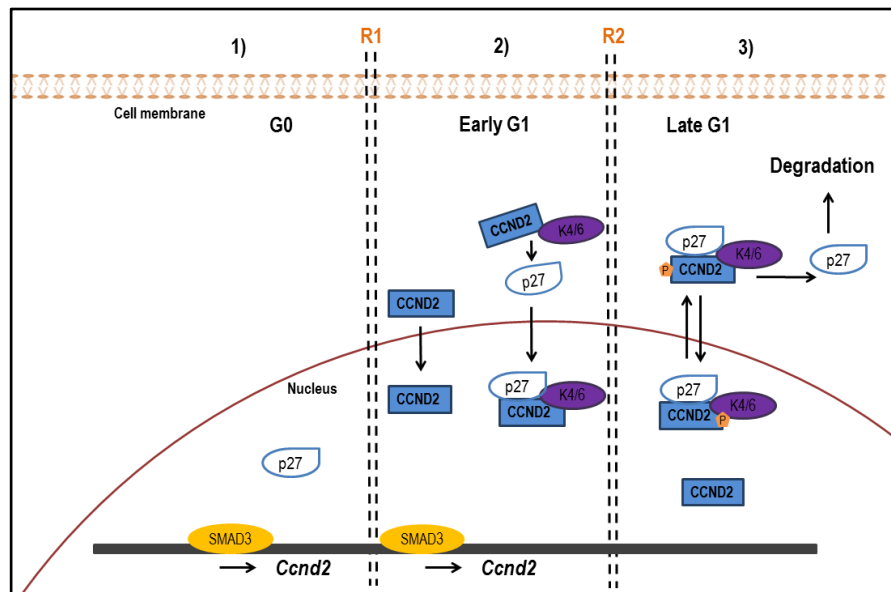 1)
R1
2)
R2
3)
Cell membrane
G0
Early G1
Late G1
Degradation
CCND2
K4/6
p27
CCND2
p27
K4/6
P
CCND2
p27
Nucleus
CCND2
p27
K4/6
CCND2
p27
K4/6
CCND2
P
p27
CCND2
SMAD3
SMAD3
Ccnd2
Ccnd2